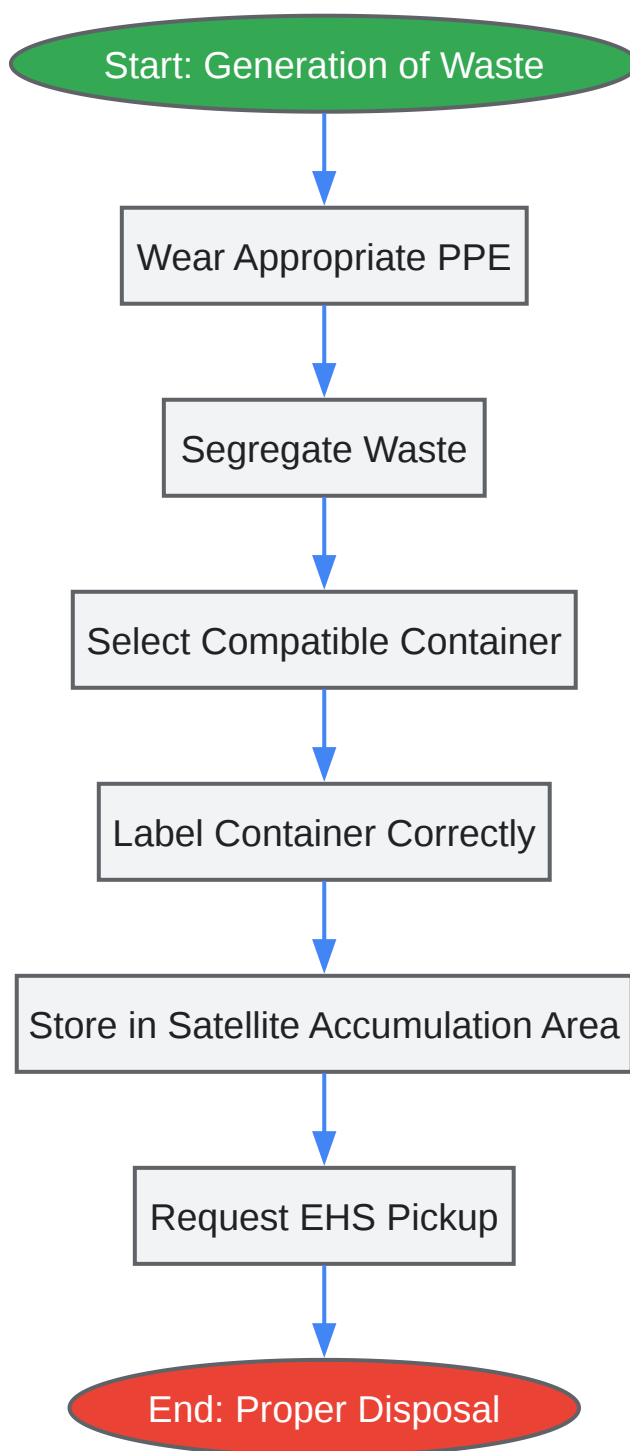 Start: Generation of Waste
Wear Appropriate PPE
Segregate Waste
Select Compatible Container
Label Container Correctly
Store in Satellite Accumulation Area
Request EHS Pickup
End: Proper Disposal